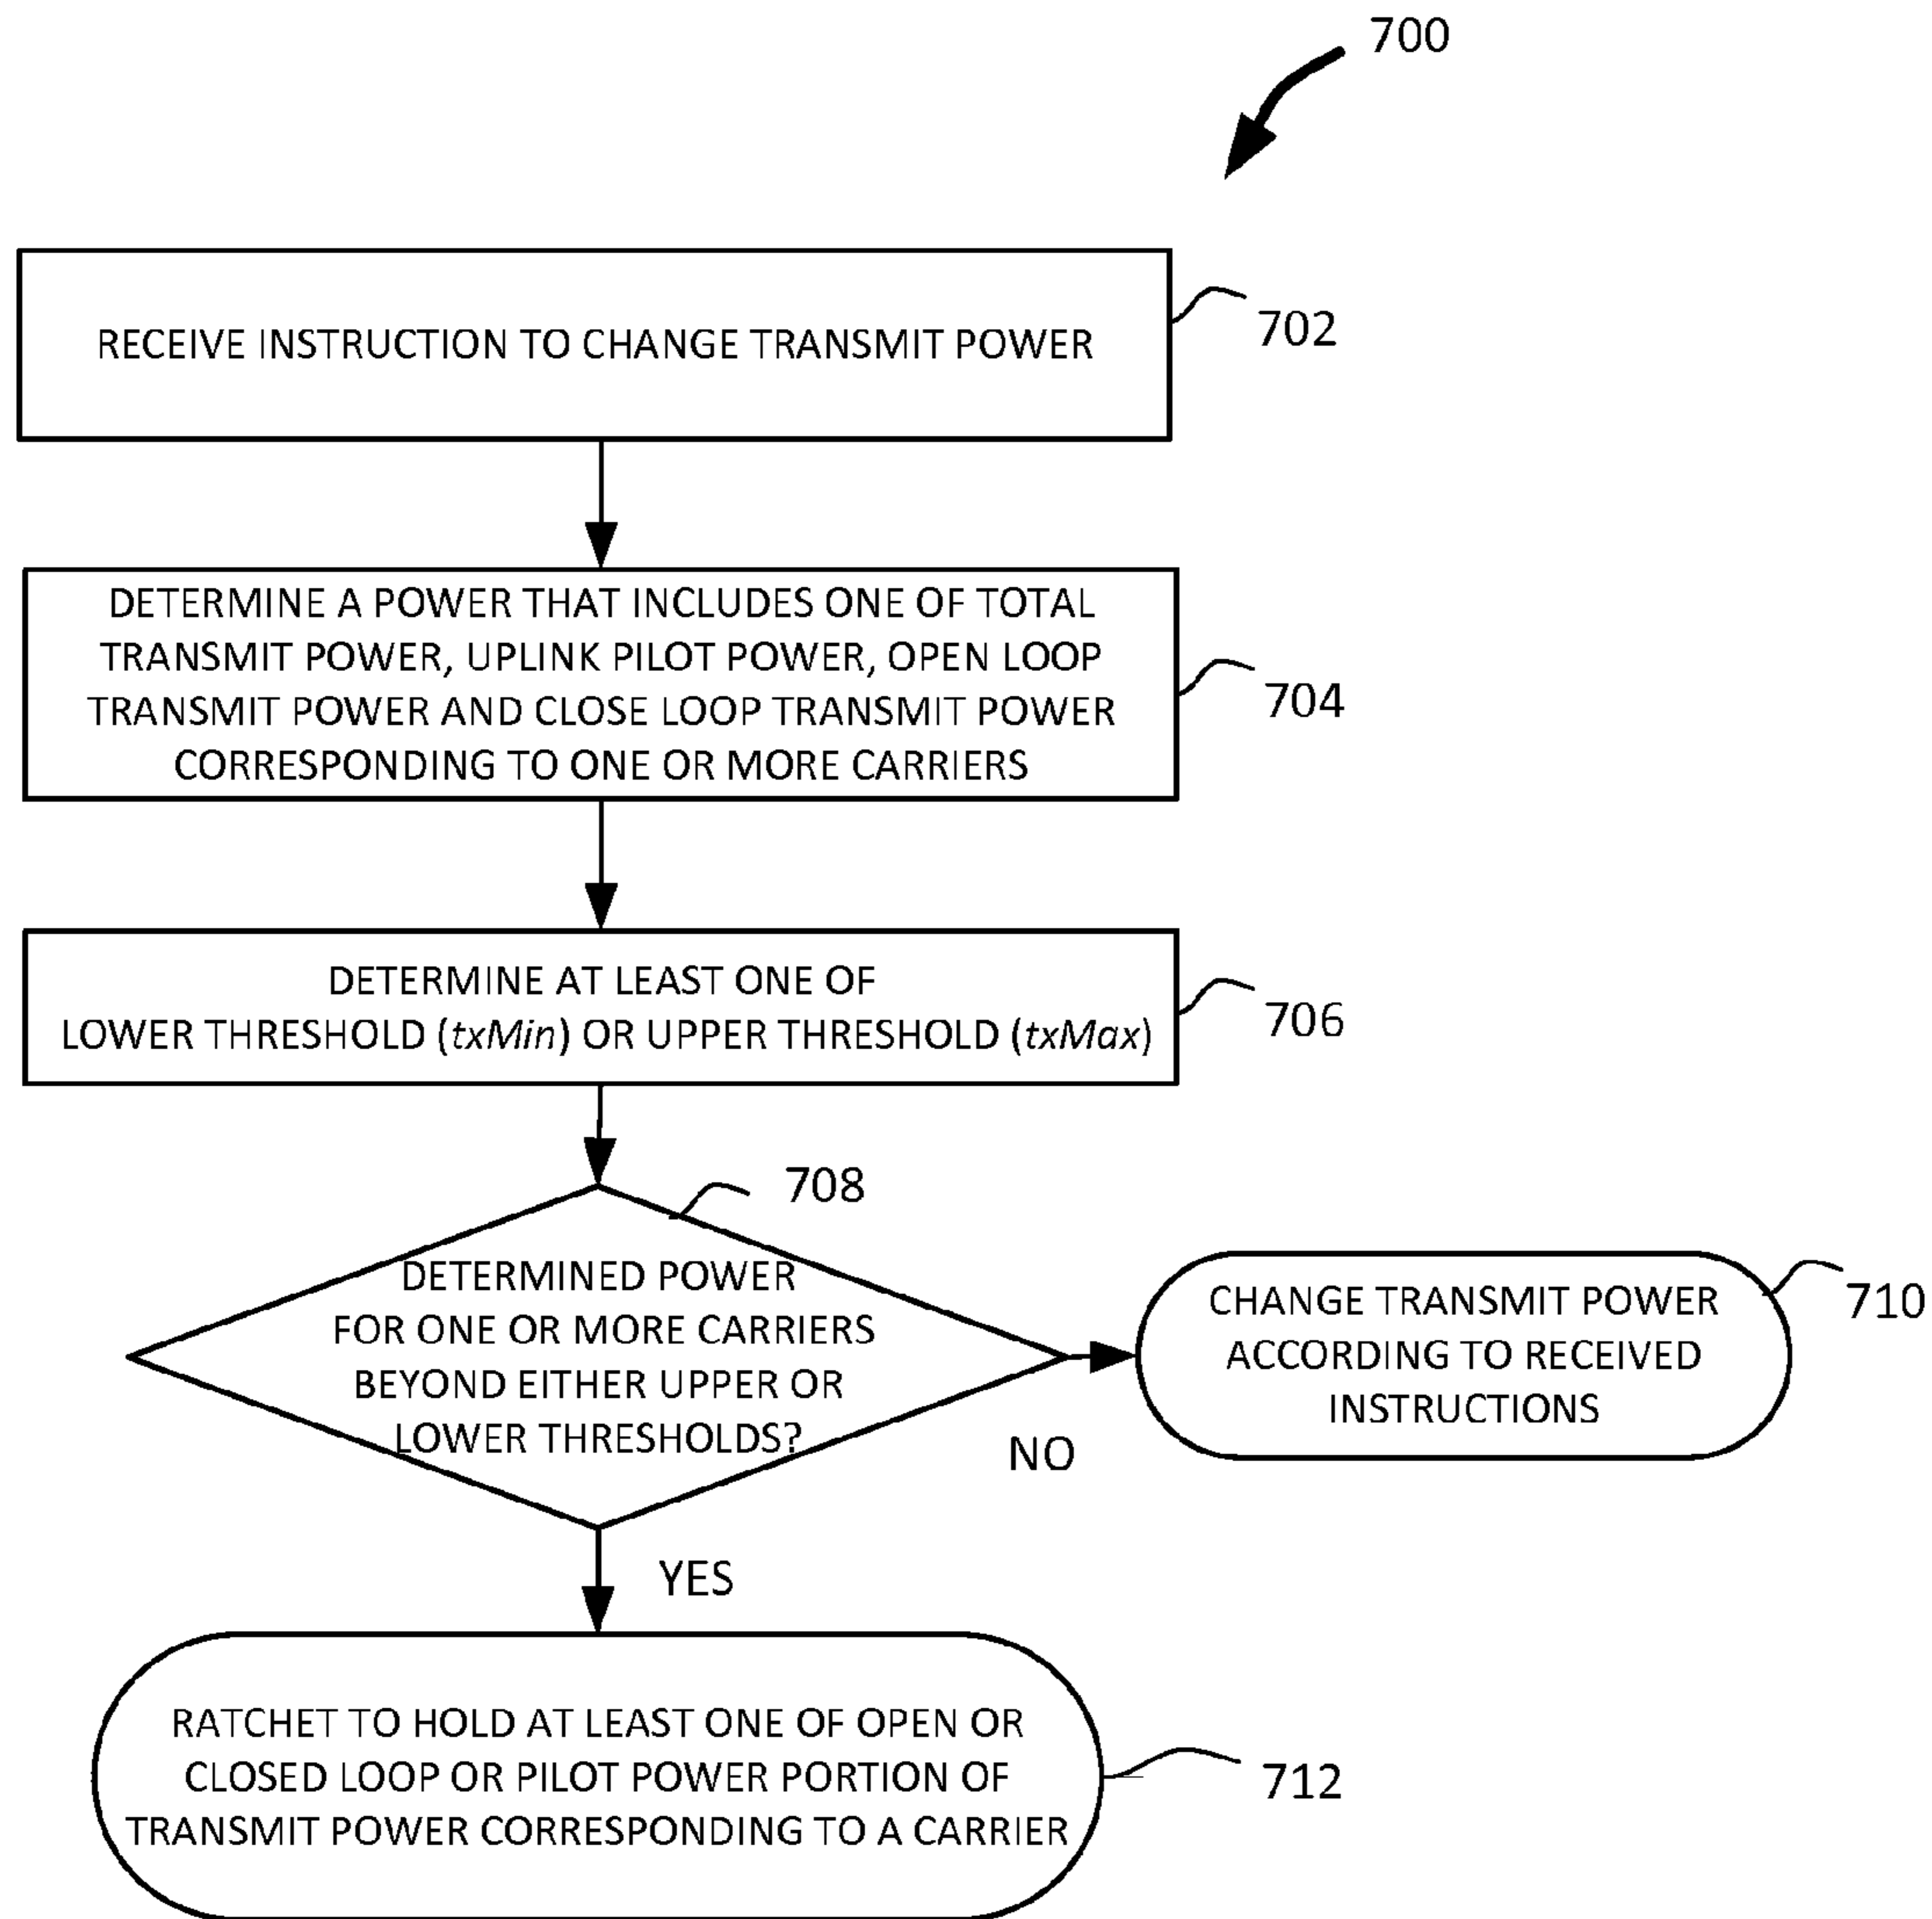 700
RECEIVE INSTRUCTION TO CHANGE TRANSMIT POWER
702
DETERMINE A POWER THAT INCLUDES ONE OF TOTAL
TRANSMIT POWER, UPLINK PILOT POWER, OPEN LOOP
TRANSMIT POWER AND CLOSE LOOP TRANSMIT POWER
CORRESPONDING TO ONE OR MORE CARRIERS
704
DETERMINE AT LEAST ONE OF
LOWER THRESHOLD (txMin) OR UPPER THRESHOLD (txMax)
706
708
DETERMINED POWER
FOR ONE OR MORE CARRIERS
BEYOND EITHER UPPER OR
LOWER THRESHOLDS?
NO
CHANGE TRANSMIT POWER
ACCORDING TO RECEIVED
INSTRUCTIONS
710
YES
RATCHET TO HOLD AT LEAST ONE OF OPEN OR
CLOSED LOOP OR PILOT POWER PORTION OF
TRANSMIT POWER CORRESPONDING TO A CARRIER
712